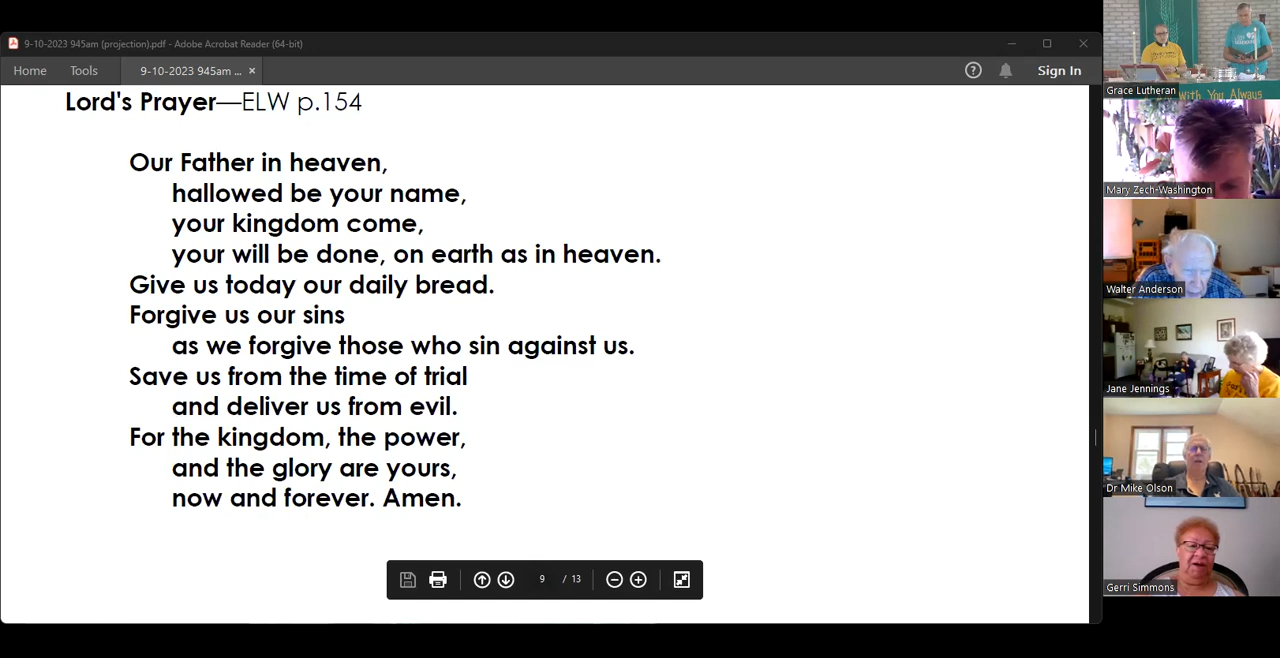 9-10-2023 945am (projection).pdf - Adobe Acrobat Reader (64-bit)
Home Tools 9-10-2023 945am ... × Sign In
Lord's Prayer—ELW p.154
Our Father in heaven,
hallowed be your name,
your kingdom come,
your will be done, on earth as in heaven.
Give us today our daily bread.
Forgive us our sins
as we forgive those who sin against us.
Save us from the time of trial
and deliver us from evil.
For the kingdom, the power,
and the glory are yours,
now and forever. Amen.
9 / 13
With You Always
Grace Lutheran
Mary Zech-Washington
Walter Anderson
Jane Jennings
Dr Mike Olson
Gerri Simmons